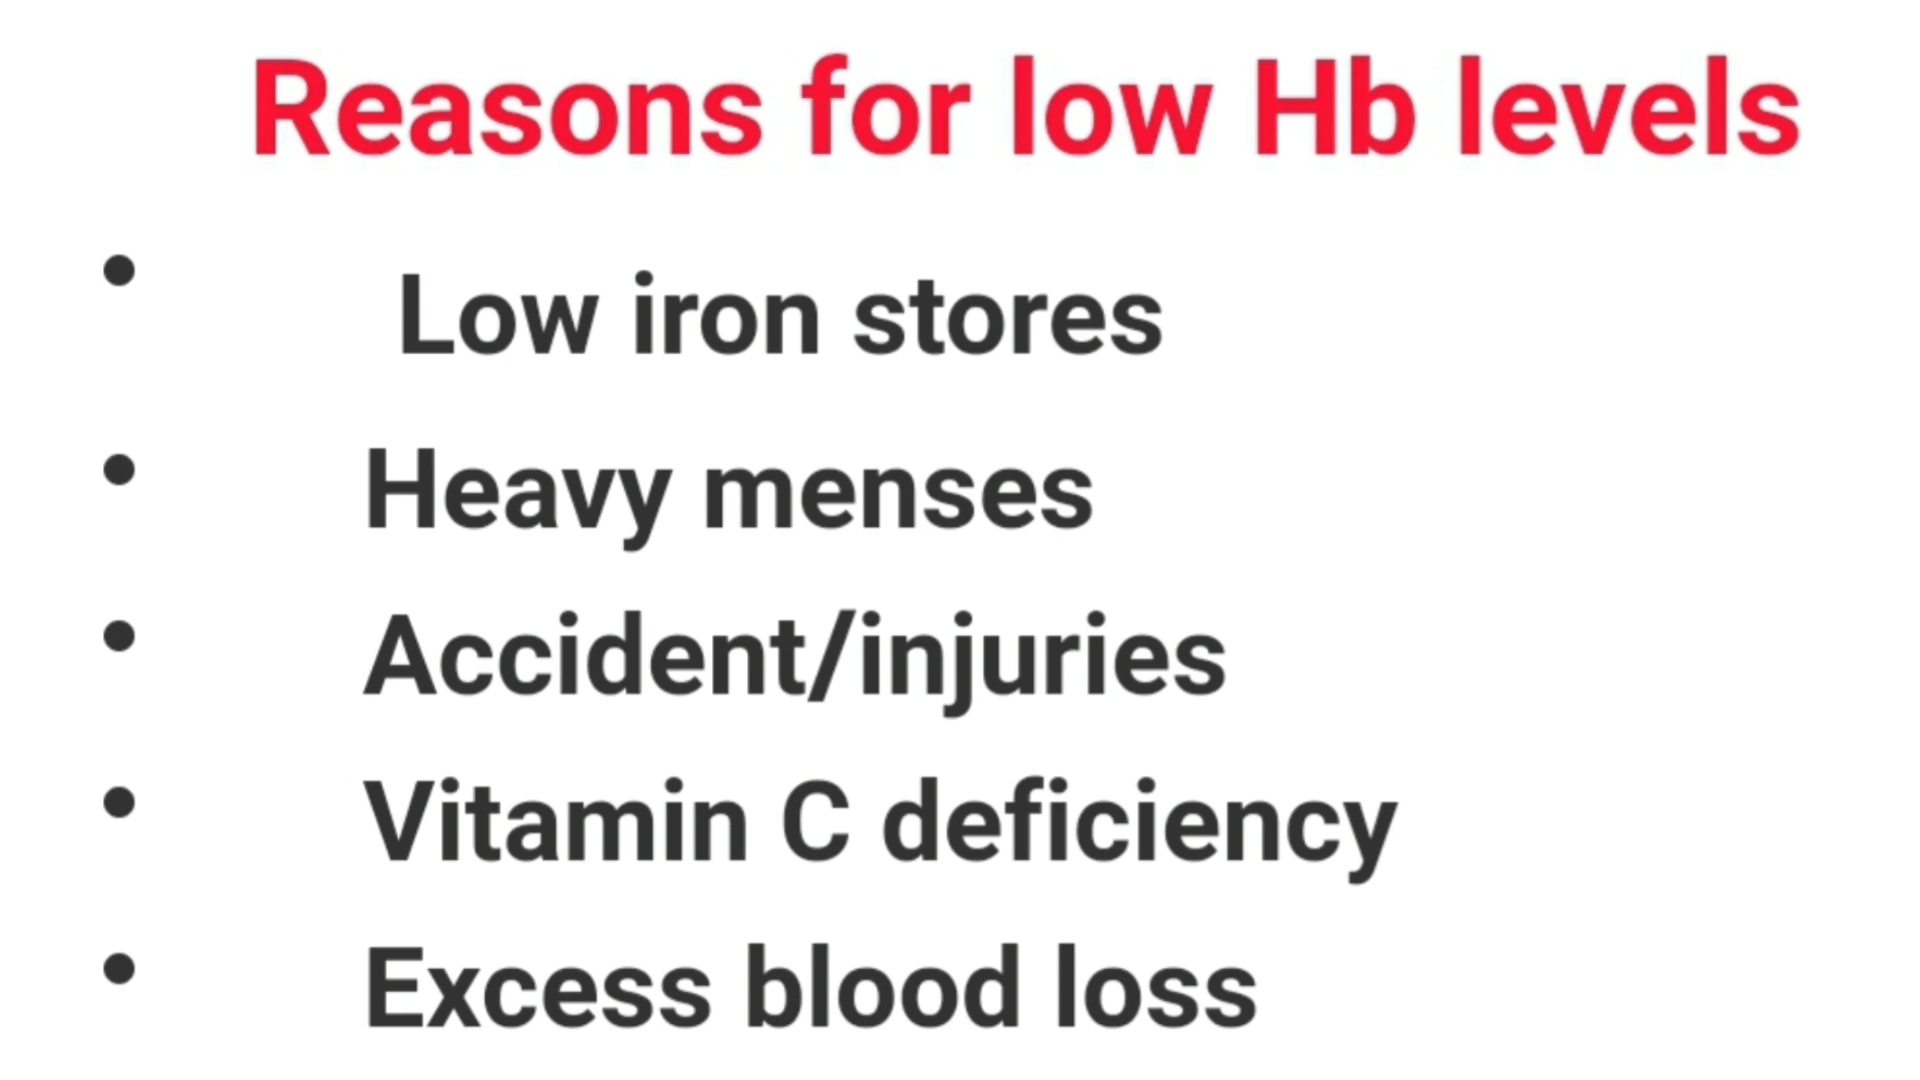 Reasons for low Hb levels
• Low iron stores
• Heavy menses
• Accident/injuries
• Vitamin C deficiency
• Excess blood loss